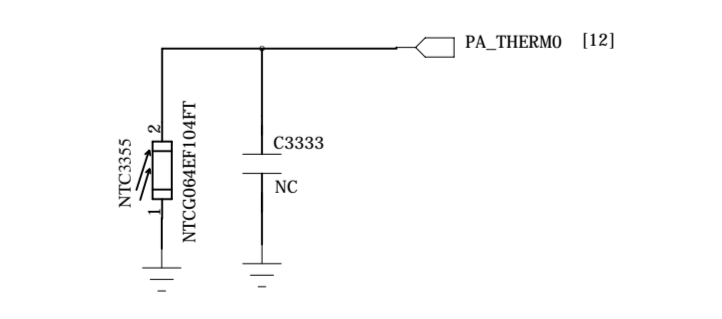 PA_THERM0 [12]
C3333
NC
NTC3355
2
1
NTCG064EF104FT